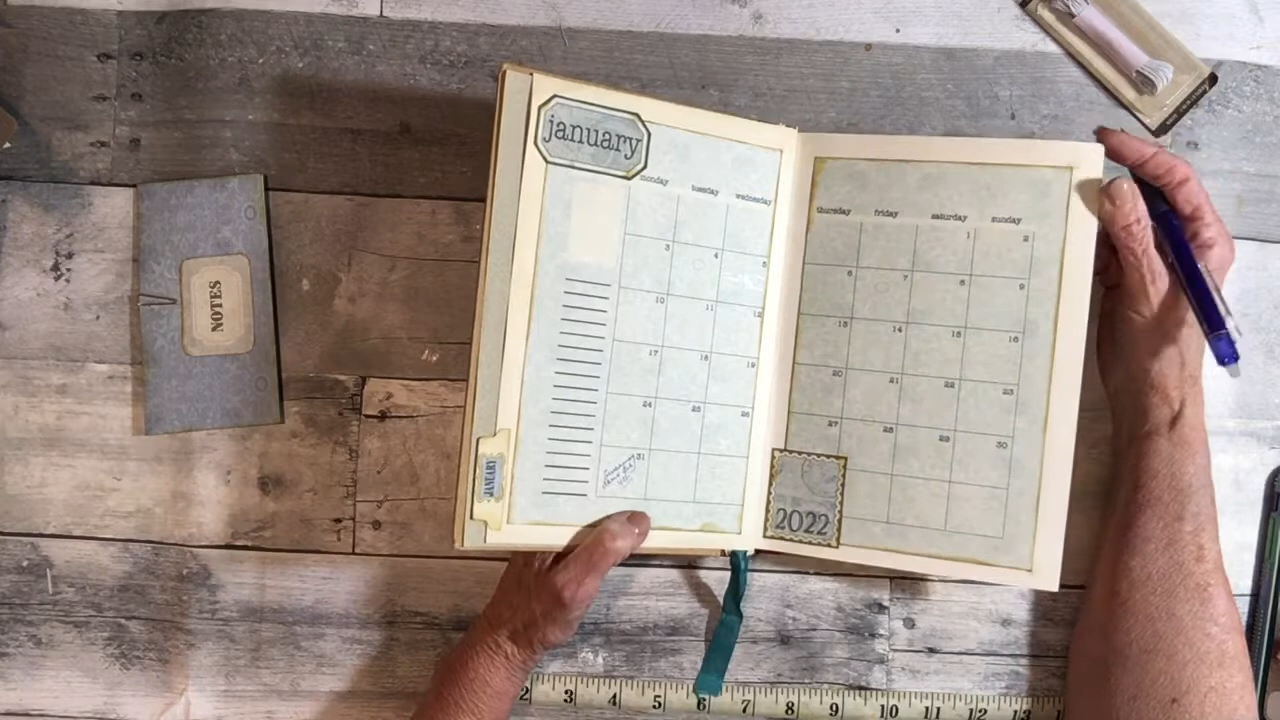 january
monday tuesday wednesday
3 4 5
10 11 12
17 18 19
24 25 26
31
JANUARY
thursday friday saturday sunday
1 2
6 7 8 9
13 14 15 16
20 21 22 23
27 28 29 30
2022
NOTES
2 3 4 5 6 7 8 9 10 11 12 13